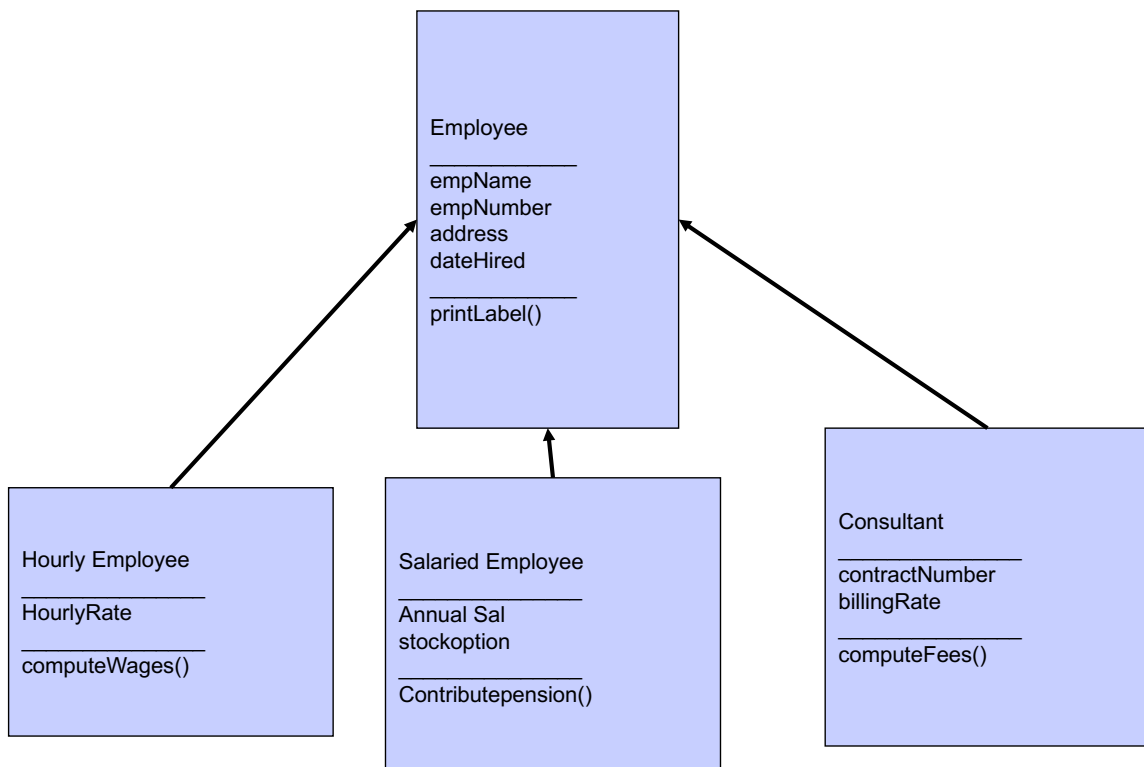 Employee
empName
empNumber
address
dateHired
printLabel()
Hourly Employee
HourlyRate
computeWages()
Salaried Employee
Annual Sal
stockoption
Contributepension()
Consultant
contractNumber
billingRate
computeFees()